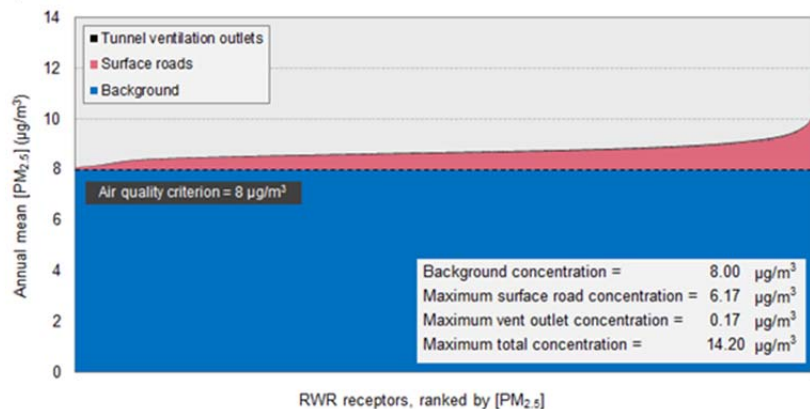 14
12
10
8
6
4
2
0
Annual mean [PM2.5] (µg/m3)
Tunnel ventilation outlets
Surface roads
Background
Air quality criterion = 8 µg/m3
Background concentration = 8.00 µg/m3
Maximum surface road concentration = 6.17 µg/m3
Maximum vent outlet concentration = 0.17 µg/m3
Maximum total concentration = 14.20 µg/m3
RWR receptors, ranked by [PM2.5]